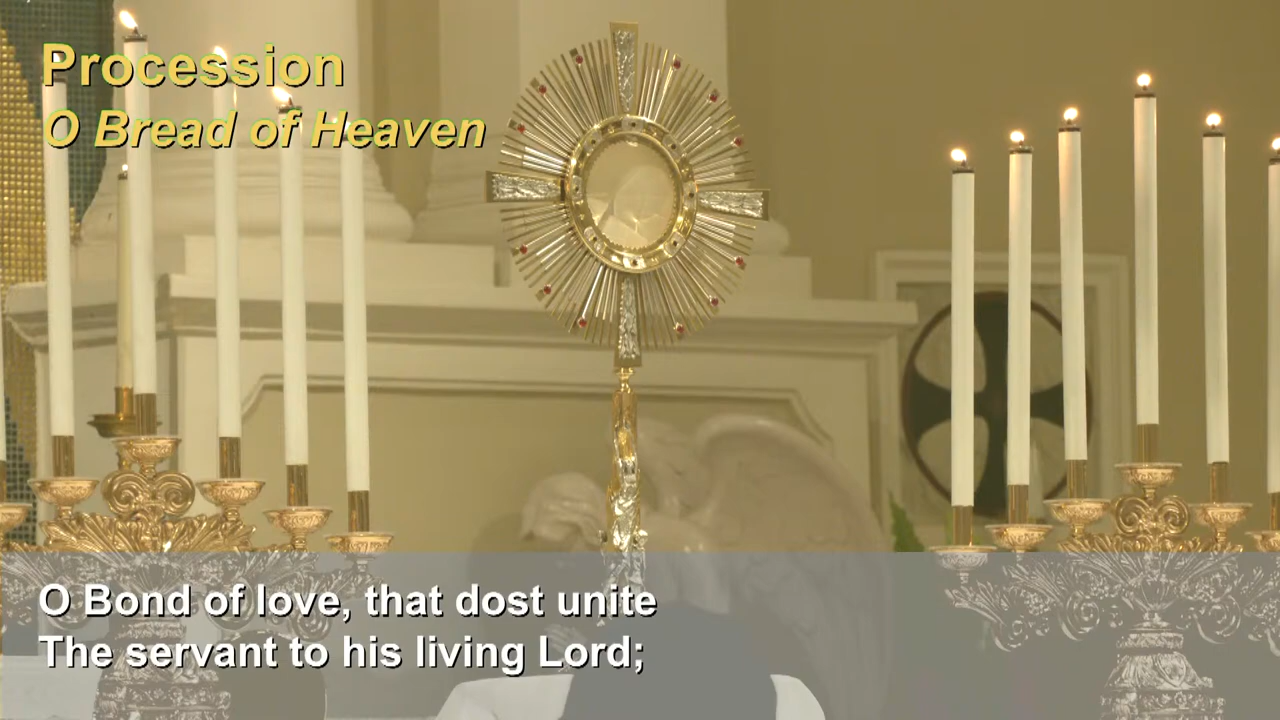 Procession
O Bread of Heaven
O Bond of love, that dost unite
The servant to his living Lord;